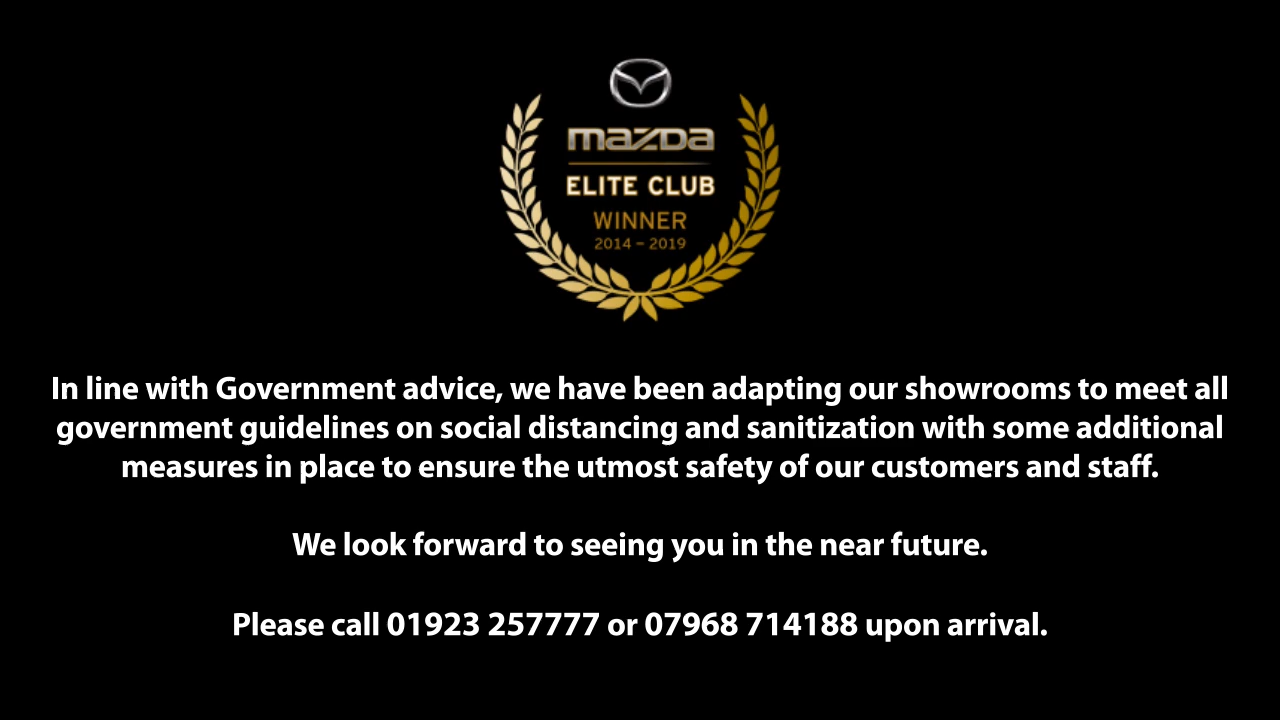 mazda
ELITE CLUB
WINNER
2014 – 2019
In line with Government advice, we have been adapting our showrooms to meet all
government guidelines on social distancing and sanitization with some additional
measures in place to ensure the utmost safety of our customers and staff.
We look forward to seeing you in the near future.
Please call 01923 257777 or 07968 714188 upon arrival.